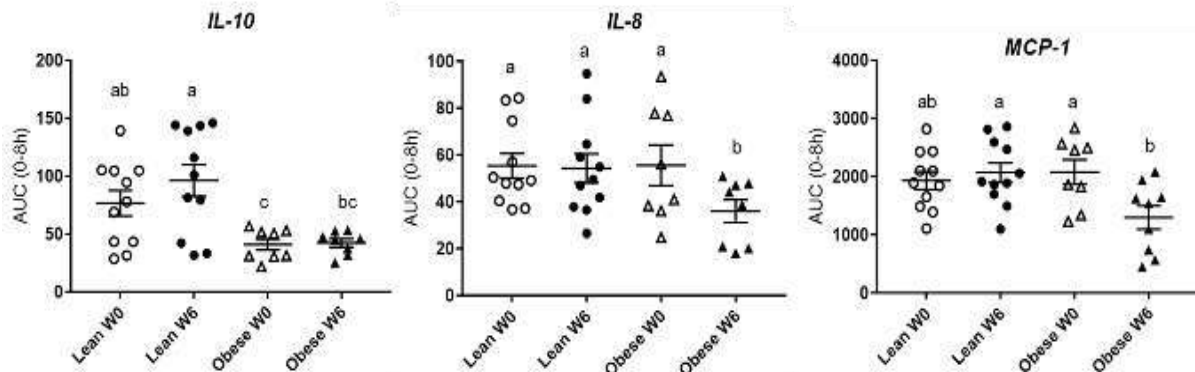 IL-10
AUC (0-8h)
200
150
100
50
0
ab
a
c
bc
Lean W0
Lean W6
Obese W0
Obese W6
IL-8
AUC (0-8h)
100
80
60
40
20
0
a
a
a
b
Lean W0
Lean W6
Obese W0
Obese W6
MCP-1
AUC (0-8h)
4000
3000
2000
1000
0
ab
a
a
b
Lean W0
Lean W6
Obese W0
Obese W6